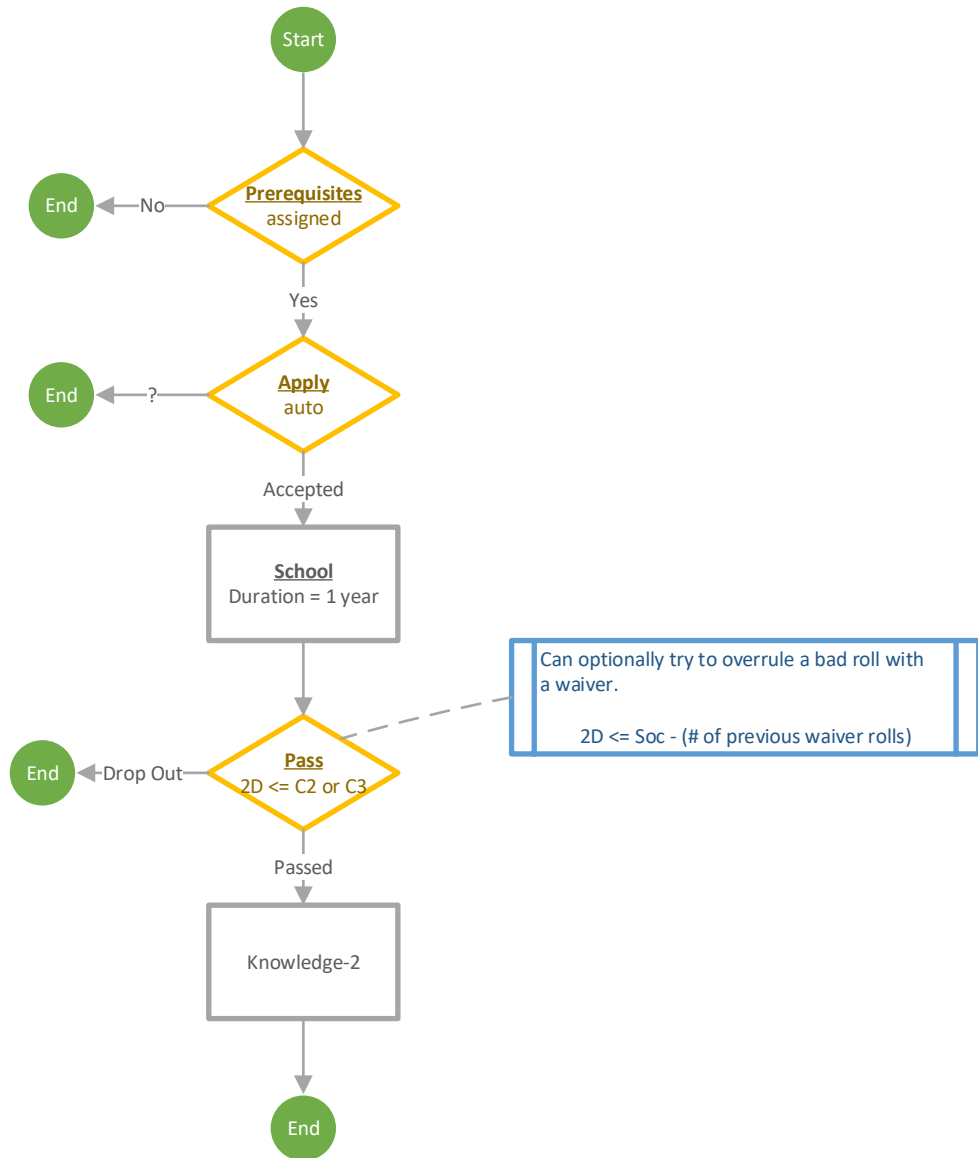 Start
Prerequisites
assigned
No
End
Yes
Apply
auto
?
End
Accepted
School
Duration = 1 year
Can optionally try to overrule a bad roll with
a waiver.
2D <= Soc - (# of previous waiver rolls)
Pass
2D <= C2 or C3
Drop Out
End
Passed
Knowledge-2
End